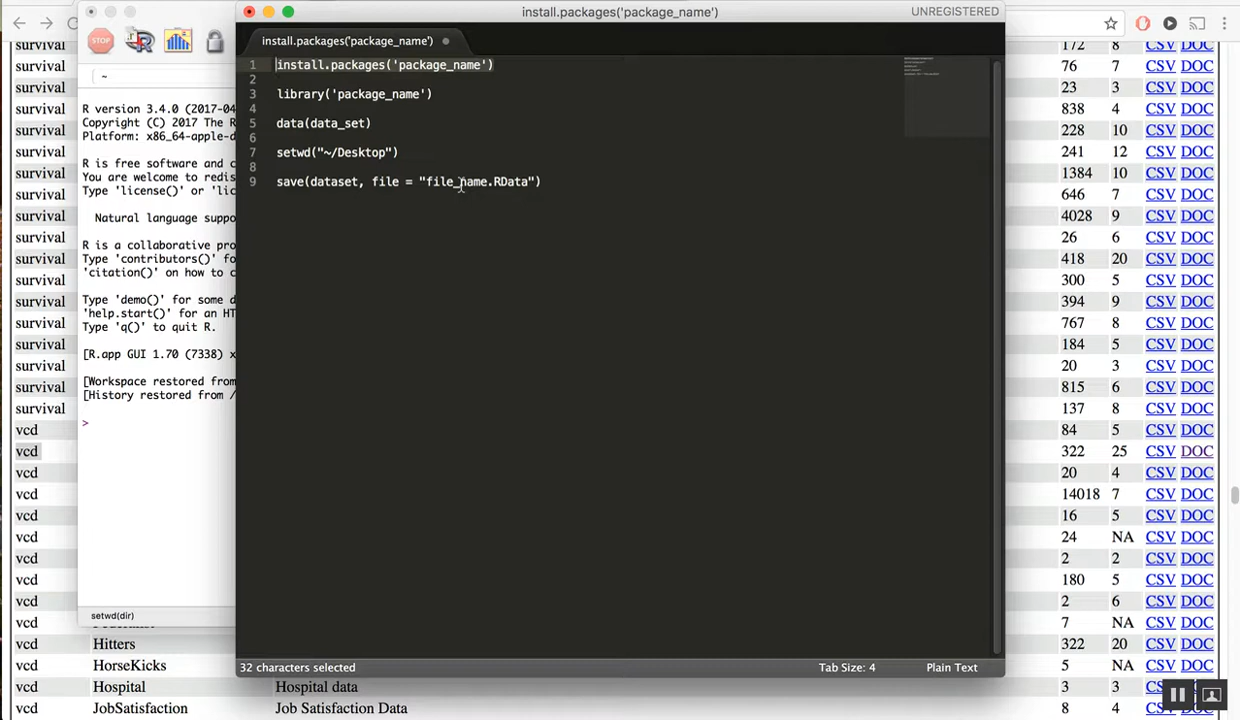 install.packages('package_name')
UNREGISTERED
install.packages('package_name')
1 install.packages('package_name')
2
3 library('package_name')
4
5 data(data_set)
6
7 setwd("~/Desktop")
8
9 save(dataset, file = "file_name.RData")
32 characters selected
Tab Size: 4
Plain Text
STOP
~
R version 3.4.0 (2017-04
Copyright (C) 2017 The R
Platform: x86_64-apple-d
R is free software and c
You are welcome to redis
Type 'license()' or 'lic
Natural language suppo
R is a collaborative pro
Type 'contributors()' fo
'citation()' on how to c
Type 'demo()' for some d
'help.start()' for an HT
Type 'q()' to quit R.
[R.app GUI 1.70 (7338) x
[Workspace restored from
[History restored from /
>
setwd(dir)
survival 172 8 CSV DOC
survival 76 7 CSV DOC
survival 23 3 CSV DOC
survival 838 4 CSV DOC
survival 228 10 CSV DOC
survival 241 12 CSV DOC
survival 1384 10 CSV DOC
survival 646 7 CSV DOC
survival 4028 9 CSV DOC
survival 26 6 CSV DOC
survival 418 20 CSV DOC
survival 300 5 CSV DOC
survival 394 9 CSV DOC
survival 767 8 CSV DOC
survival 184 5 CSV DOC
survival 20 3 CSV DOC
survival 815 6 CSV DOC
survival 137 8 CSV DOC
vcd 84 5 CSV DOC
vcd 322 25 CSV DOC
vcd 20 4 CSV DOC
vcd 14018 7 CSV DOC
vcd 16 5 CSV DOC
vcd 24 NA CSV DOC
vcd 2 2 CSV DOC
vcd 180 5 CSV DOC
vcd 2 6 CSV DOC
vcd 7 NA CSV DOC
vcd Hitters 322 20 CSV DOC
vcd HorseKicks 5 NA CSV DOC
vcd Hospital Hospital data 3 3 CSV DOC
vcd JobSatisfaction Job Satisfaction Data 8 4 CSV DOC